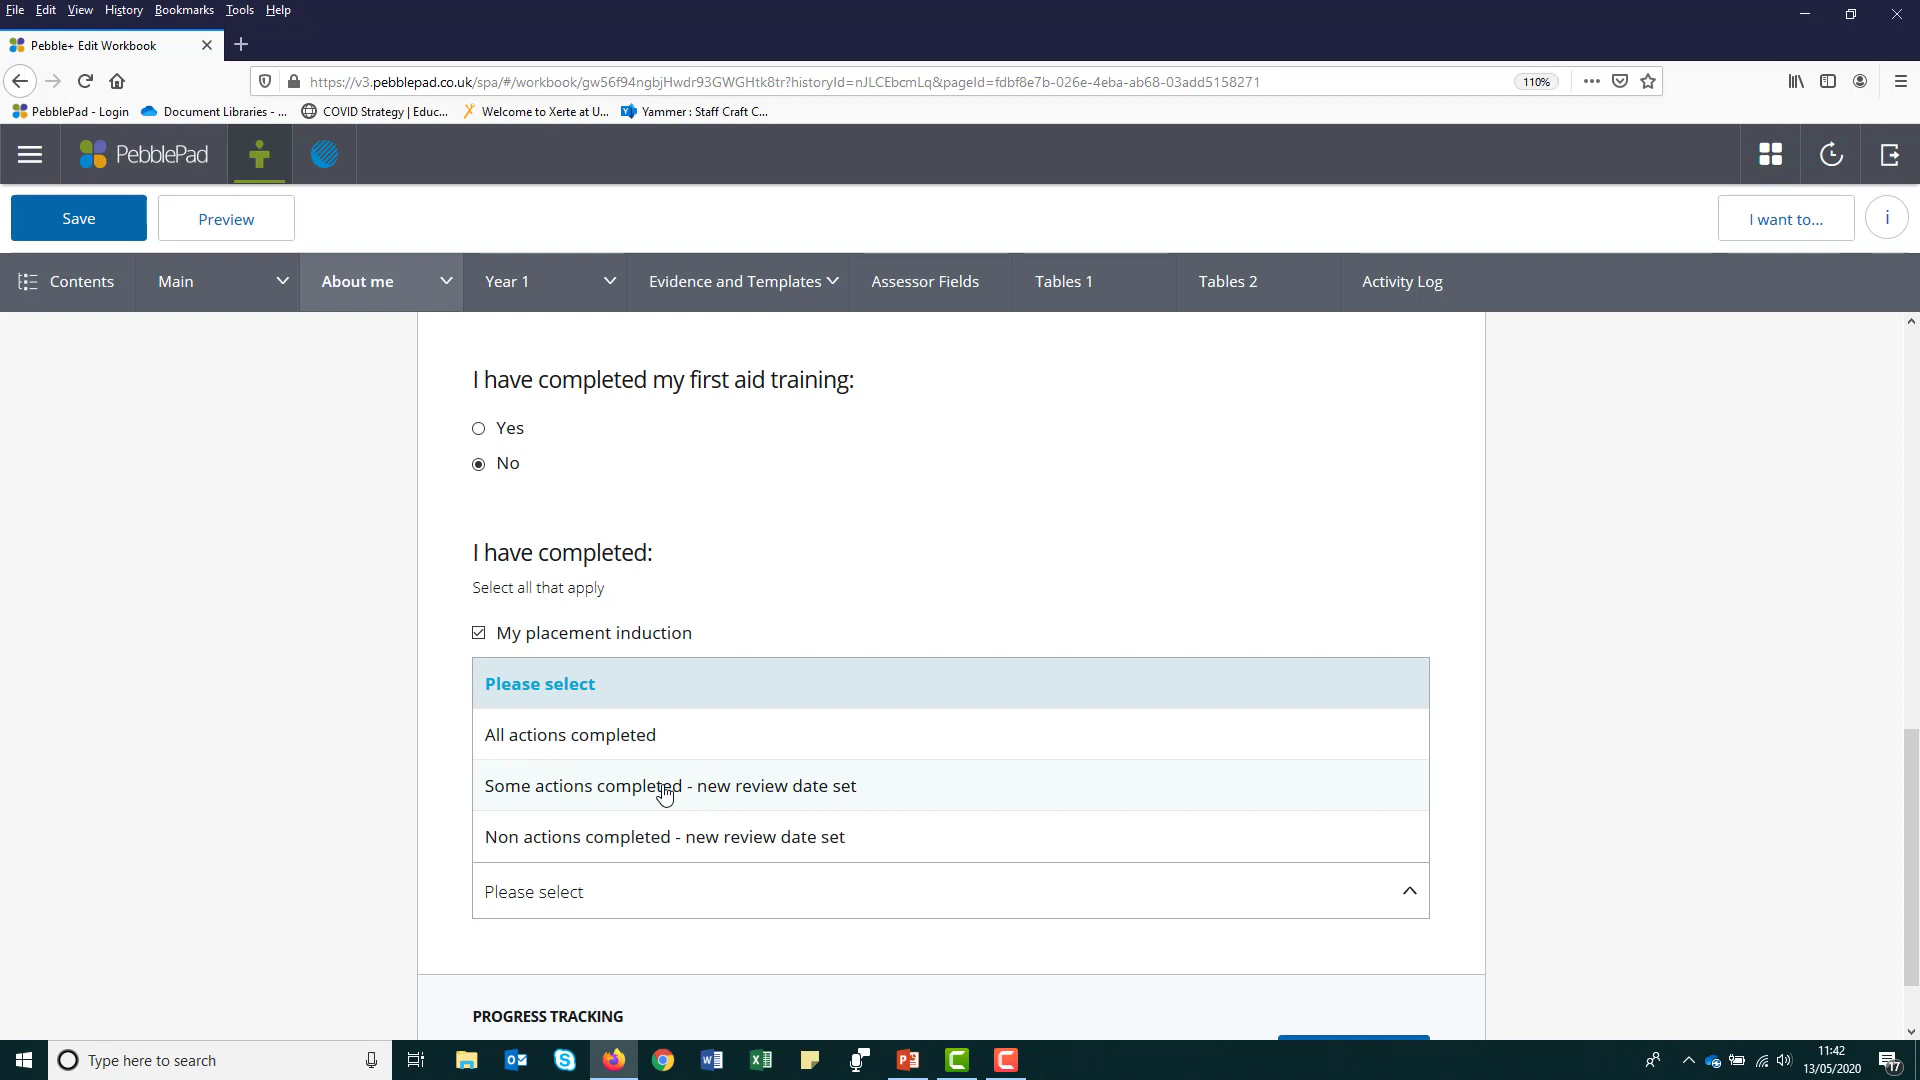 File Edit View History Bookmarks Tools Help
Pebble+ Edit Workbook
https://v3.pebblepad.co.uk/spa/#/workbook/gw56f94ngbjHwdr93GWGHtk8tr?historyId=nJLCEbcmLq&pageId=fdbf8e7b-026e-4eba-ab68-03add5158271 110%
PebblePad - Login Document Libraries - ... COVID Strategy | Educ... Welcome to Xerte at U... Yammer : Staff Craft C...
PebblePad
Save Preview I want to... i
Contents Main About me Year 1 Evidence and Templates Assessor Fields Tables 1 Tables 2 Activity Log
I have completed my first aid training:
Yes
No
I have completed:
Select all that apply
My placement induction
Please select
All actions completed
Some actions completed - new review date set
Non actions completed - new review date set
Please select
PROGRESS TRACKING
Type here to search
11:42
13/05/2020
17